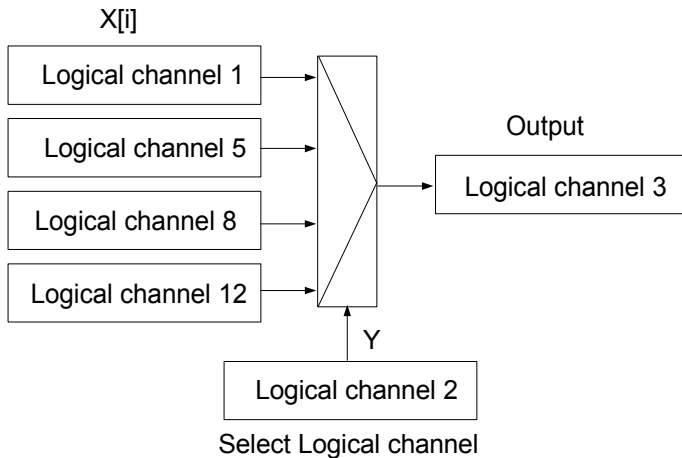 X[i]
Logical channel 1
Logical channel 5
Logical channel 8
Logical channel 12
Output
Logical channel 3
Y
Logical channel 2
Select Logical channel